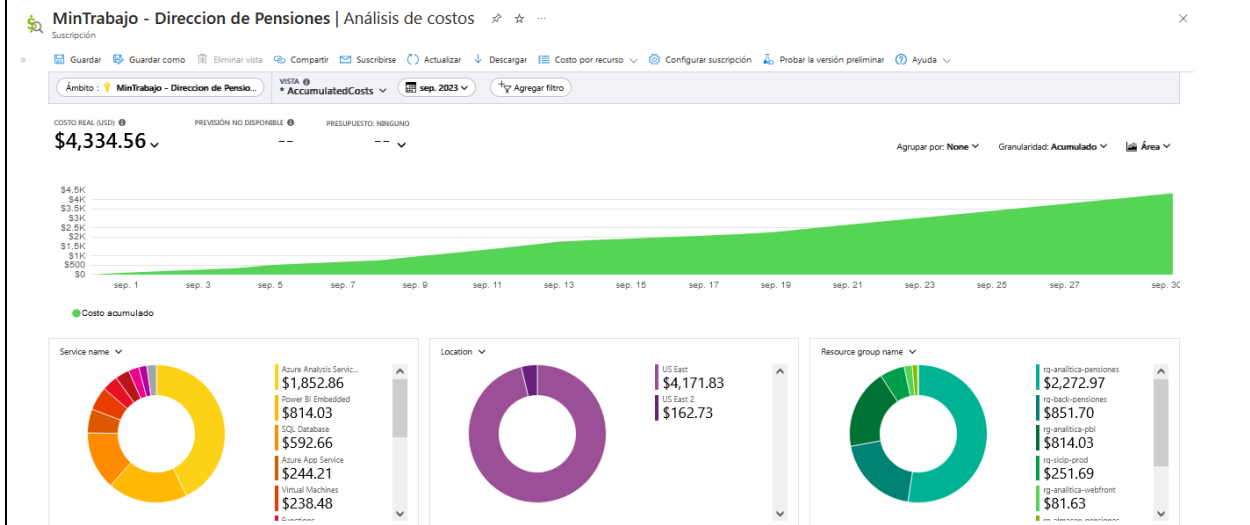 MinTrabajo - Direccion de Pensiones | Análisis de costos
Suscripción
Guardar Guardar como Eliminar vista Compartir Suscribirse Actualizar Descargar Costo por recurso Configurar suscripción Probar la versión preliminar Ayuda
Ámbito : MinTrabajo - Direccion de Pensio... VISTA * AccumulatedCosts sep. 2023 Agregar filtro
COSTO REAL (USD) PREVISIÓN NO DISPONIBLE PRESUPUESTO: NINGUNO
$4,334.56 -- --
Agrupar por: None Granularidad: Acumulado Área
$4.5K
$4K
$3.5K
$3K
$2.5K
$2K
$1.5K
$1K
$500
$0
sep. 1 sep. 3 sep. 5 sep. 7 sep. 9 sep. 11 sep. 13 sep. 15 sep. 17 sep. 19 sep. 21 sep. 23 sep. 25 sep. 27 sep. 30
Costo acumulado
Service name
Azure Analysis Servic...
$1,852.86
Power BI Embedded
$814.03
SQL Database
$592.66
Azure App Service
$244.21
Virtual Machines
$238.48
Functions
Location
US East
$4,171.83
US East 2
$162.73
Resource group name
rg-analitica-pensiones
$2,272.97
rg-back-pensiones
$851.70
rg-analitica-pbi
$814.03
rg-sicip-prod
$251.69
rg-analitica-webfront
$81.63
rg-almacen-pensiones